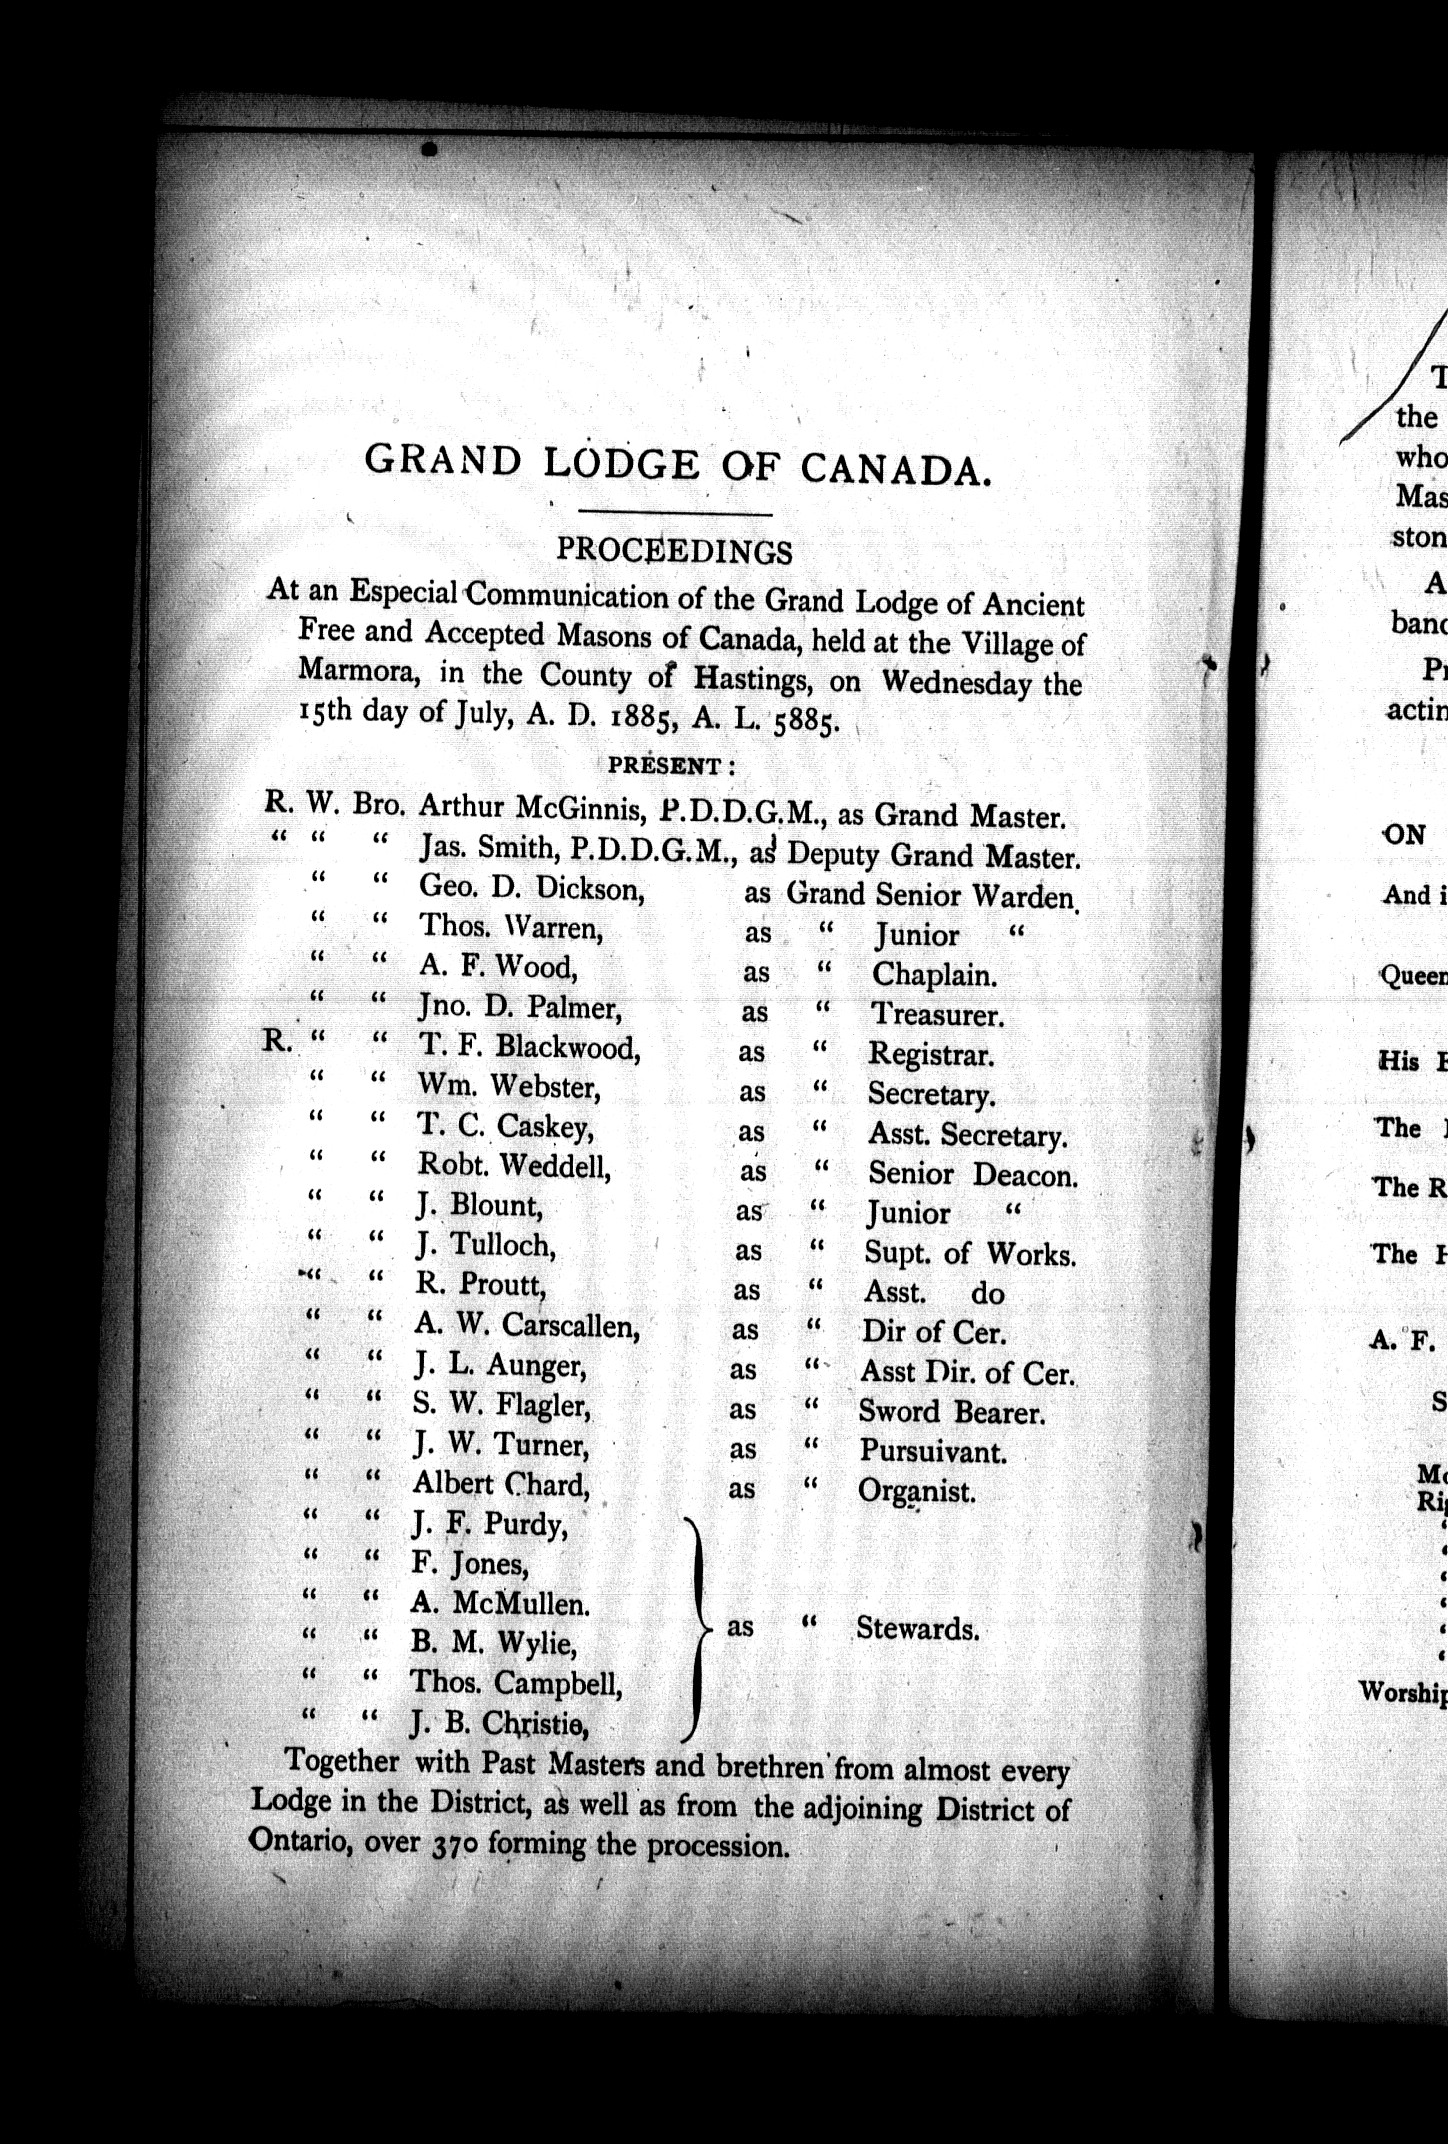 GRAND LODGE OF CANADA.
PROCEEDINGS
At an Especial Communication of the Grand Lodge of Ancient
Free and Accepted Masons of Canada, held at the Village of
Marmora, in the County of Hastings, on Wednesday the
15th day of July, A. D. 1885, A. L. 5885.
PRESENT:
R. W. Bro. Arthur McGinnis, P.D.D.G.M., as Grand Master.
“ “ “ Jas. Smith, P.D.D.G.M., as Deputy Grand Master.
“ “ Geo. D. Dickson, as Grand Senior Warden.
“ “ Thos. Warren, as “ Junior “
“ “ A. F. Wood, as “ Chaplain.
“ “ Jno. D. Palmer, as “ Treasurer.
R. “ “ T. F. Blackwood, as “ Registrar.
“ “ Wm. Webster, as “ Secretary.
“ “ T. C. Caskey, as “ Asst. Secretary.
“ “ Robt. Weddell, as “ Senior Deacon.
“ “ J. Blount, as “ Junior “
“ “ J. Tulloch, as “ Supt. of Works.
“ “ R. Proutt, as “ Asst. do
“ “ A. W. Carscallen, as “ Dir of Cer.
“ “ J. L. Aunger, as “ Asst Dir. of Cer.
“ “ S. W. Flagler, as “ Sword Bearer.
“ “ J. W. Turner, as “ Pursuivant.
“ “ Albert Chard, as “ Organist.
“ “ J. F. Purdy,
“ “ F. Jones,
“ “ A. McMullen.
as “ Stewards.
“ “ B. M. Wylie,
“ “ Thos. Campbell,
“ “ J. B. Christie,
Together with Past Masters and brethren from almost every
Lodge in the District, as well as from the adjoining District of
Ontario, over 370 forming the procession.
the
who
ON
And i
His
The
The R
The
A. F.